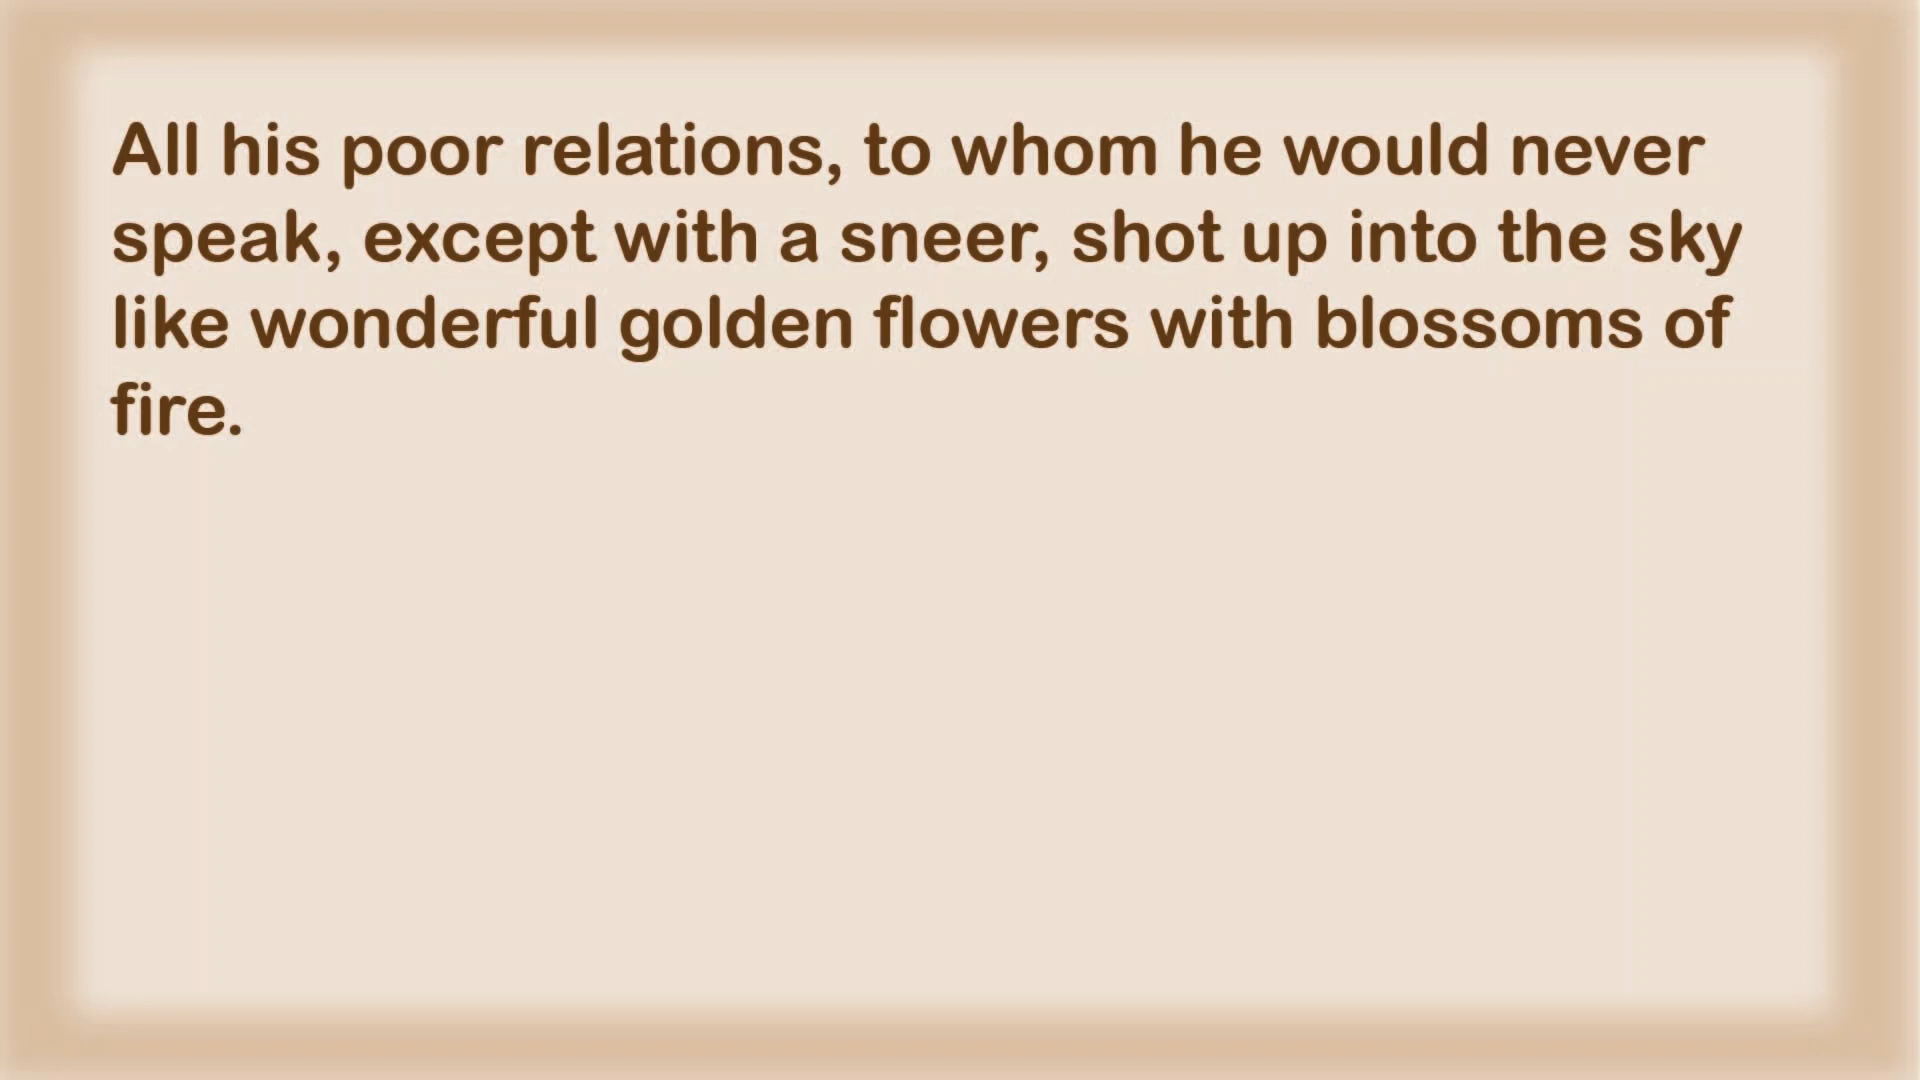 All his poor relations, to whom he would never
speak, except with a sneer, shot up into the sky
like wonderful golden flowers with blossoms of
fire.